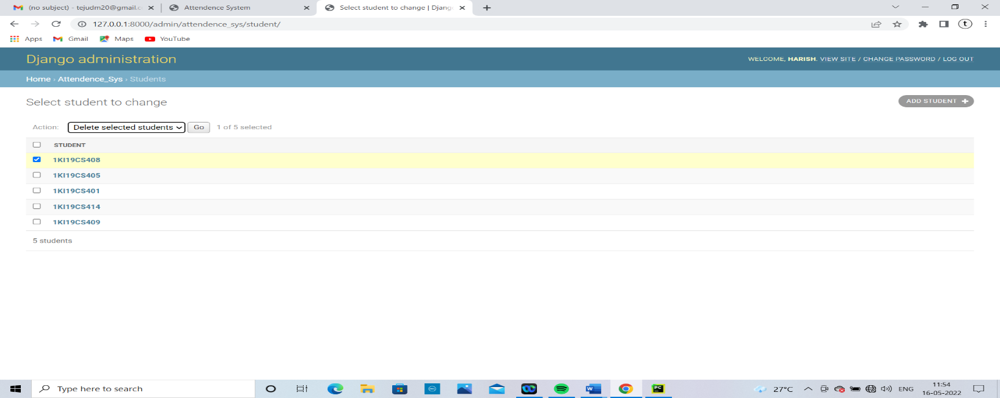 (no subject) - tejudm20@gmail.c
Attendence System
Select student to change | Djang
127.0.0.1:8000/admin/attendence_sys/student/
t
Apps Gmail Maps YouTube
Django administration
WELCOME, HARISH. VIEW SITE / CHANGE PASSWORD / LOG OUT
Home › Attendence_Sys › Students
Select student to change
ADD STUDENT +
Action: Delete selected students Go 1 of 5 selected
STUDENT
1KI19CS408
1KI19CS405
1KI19CS401
1KI19CS414
1KI19CS409
5 students
Type here to search
W
PC
27°C
ENG
11:54
16-05-2022